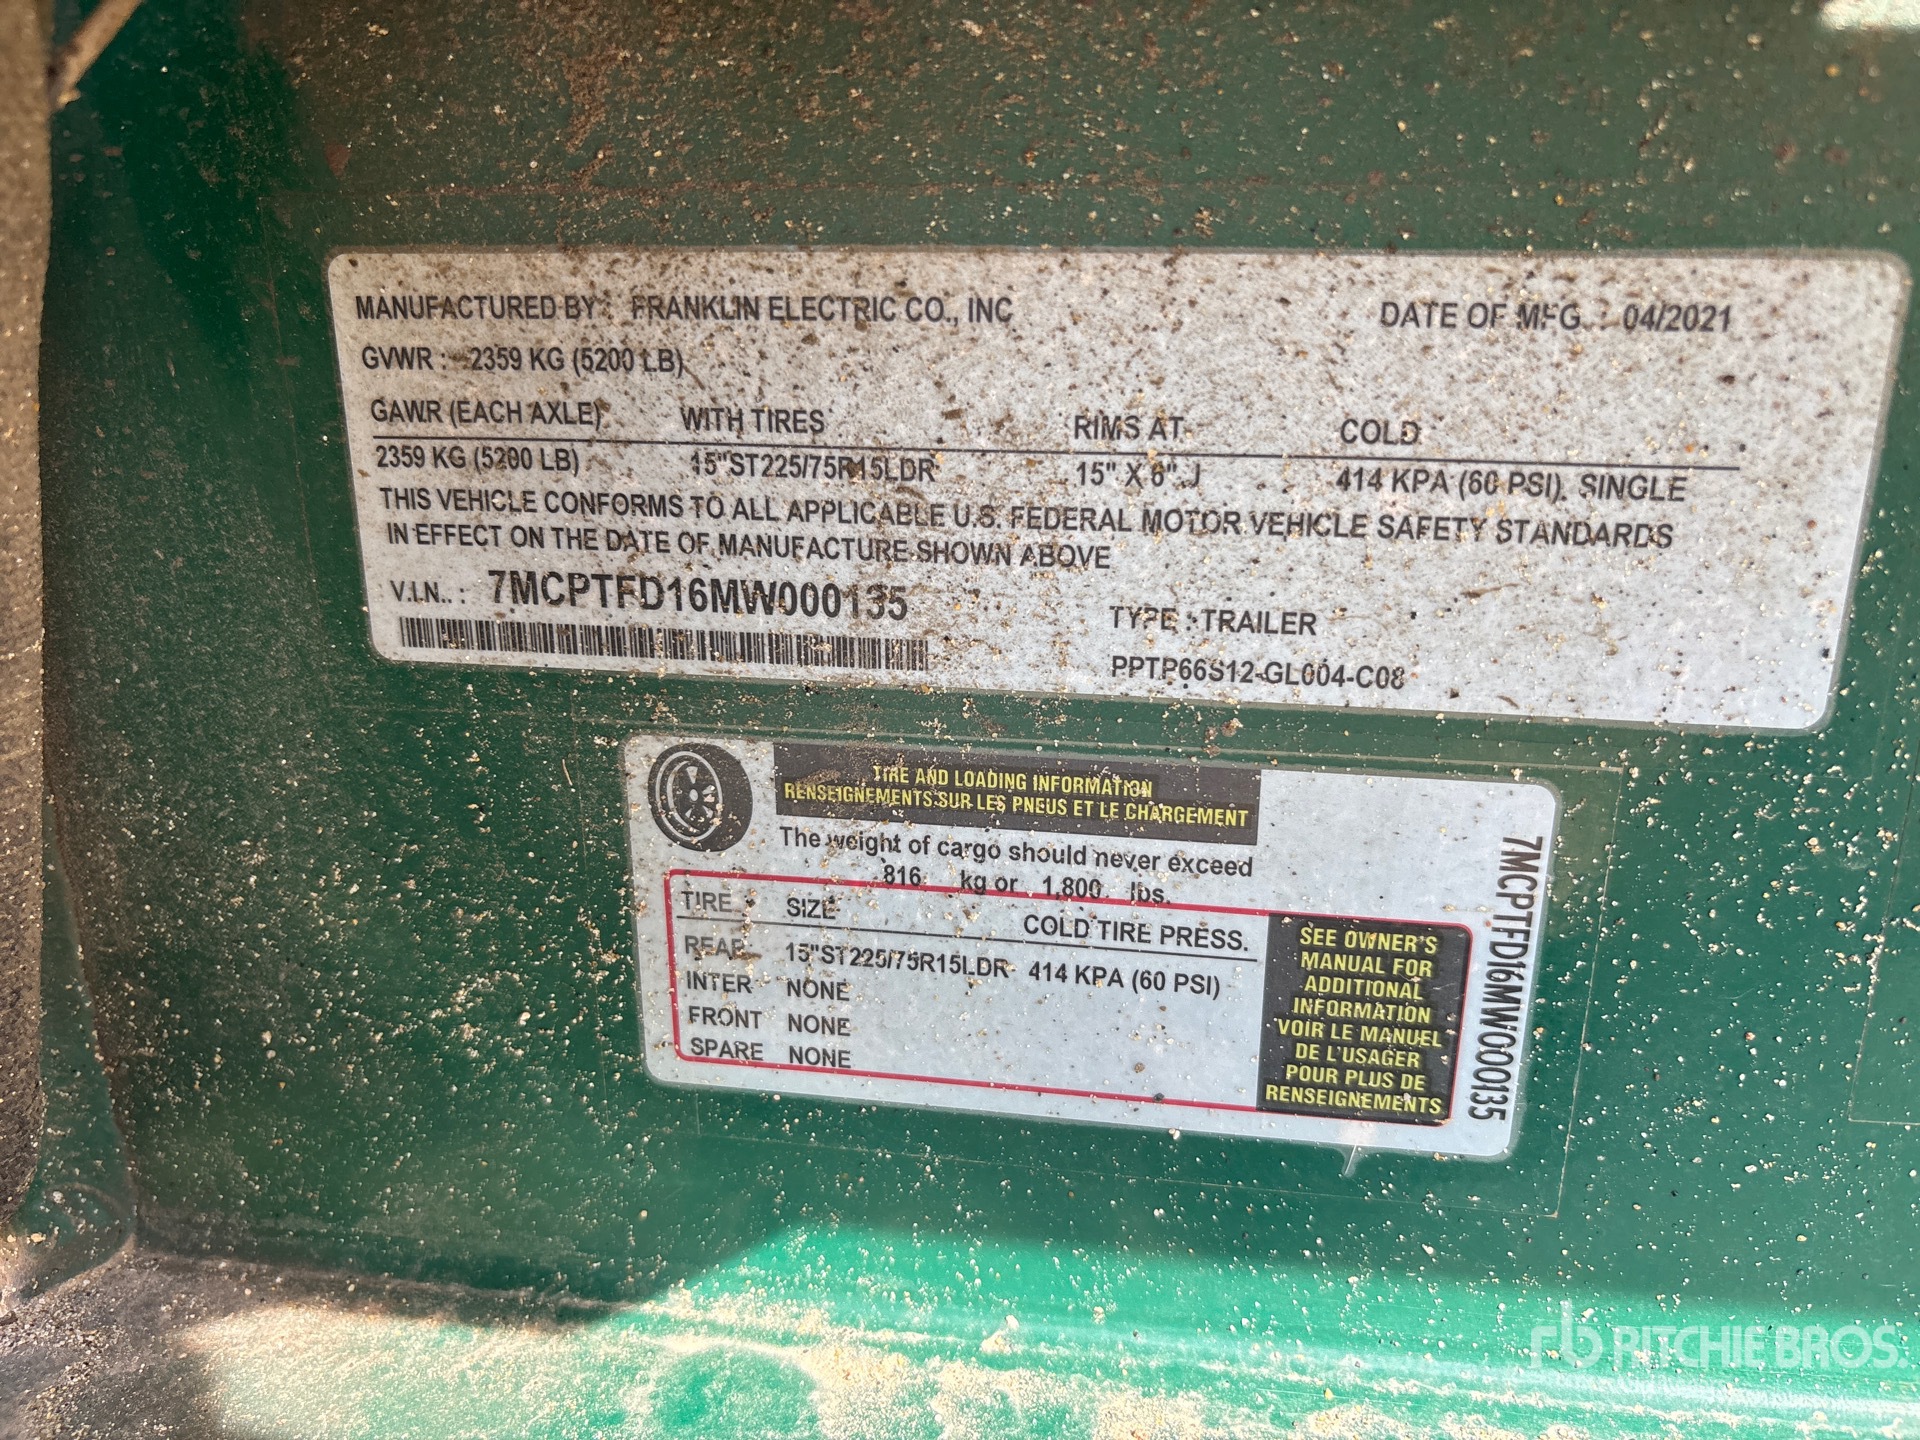 MANUFACTURED BY : FRANKLIN ELECTRIC CO., INC DATE OF MFG. : 04/2021
GVWR : 2359 KG (5200 LB)
GAWR (EACH AXLE) WITH TIRES RIMS AT COLD
2359 KG (5200 LB) 15"ST225/75R15LDR 15" X 6" J 414 KPA (60 PSI). SINGLE
THIS VEHICLE CONFORMS TO ALL APPLICABLE U.S. FEDERAL MOTOR VEHICLE SAFETY STANDARDS
IN EFFECT ON THE DATE OF MANUFACTURE SHOWN ABOVE
V.I.N.. : 7MCPTFD16MW000135
TYPE : TRAILER
PPTP66S12-GL004-C08
TIRE AND LOADING INFORMATION
RENSEIGNEMENTS SUR LES PNEUS ET LE CHARGEMENT
The weight of cargo should never exceed
816 kg or 1,800 lbs.
TIRE SIZE COLD TIRE PRESS.
REAR 15"ST225/75R15LDR 414 KPA (60 PSI)
INTER NONE
FRONT NONE
SPARE NONE
SEE OWNER'S
MANUAL FOR
ADDITIONAL
INFORMATION
VOIR LE MANUEL
DE L'USAGER
POUR PLUS DE
RENSEIGNEMENTS
7MCPTFD16MW000135
rb RITCHIE BROS.